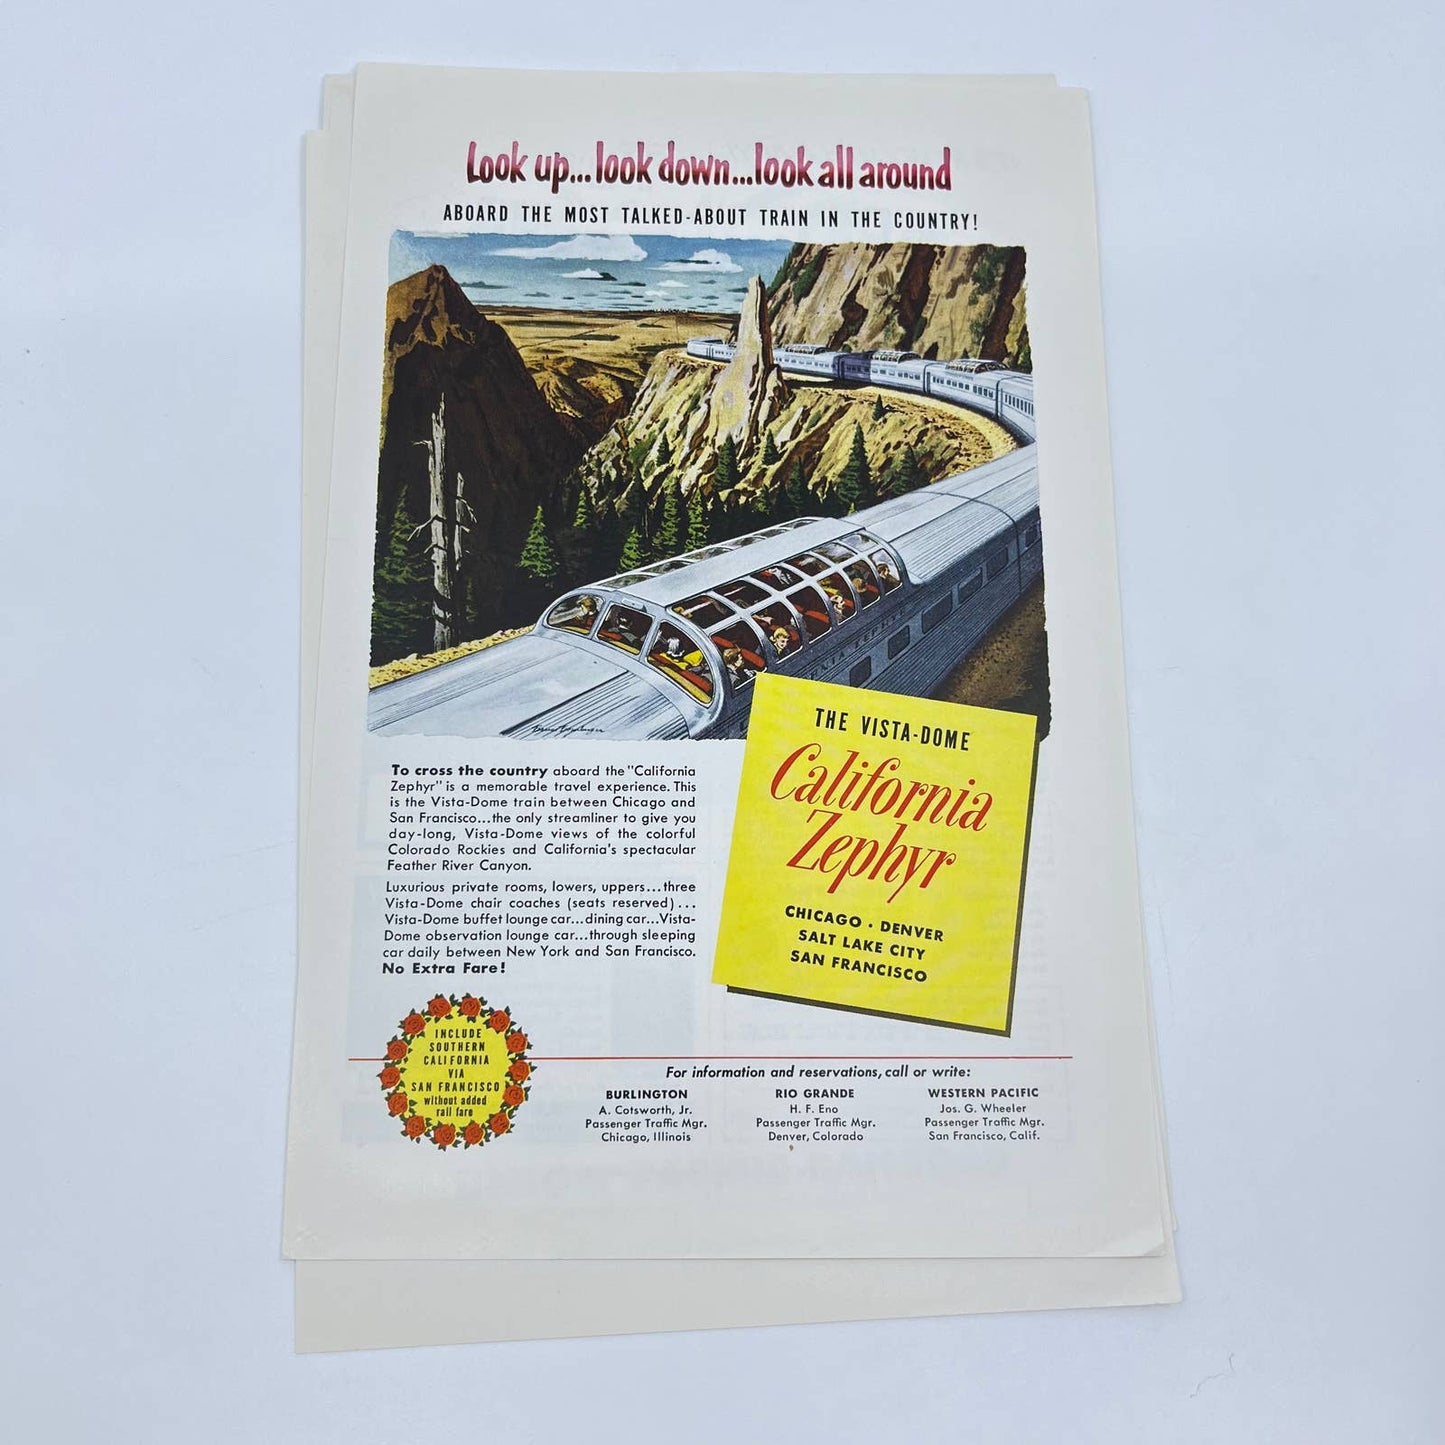 Look up...look down...look all around
ABOARD THE MOST TALKED-ABOUT TRAIN IN THE COUNTRY!
THE VISTA-DOME
California
Zephyr
CHICAGO · DENVER
SALT LAKE CITY
SAN FRANCISCO
To cross the country aboard the "California
Zephyr" is a memorable travel experience. This
is the Vista-Dome train between Chicago and
San Francisco...the only streamliner to give you
day-long, Vista-Dome views of the colorful
Colorado Rockies and California's spectacular
Feather River Canyon.
Luxurious private rooms, lowers, uppers...three
Vista-Dome chair coaches (seats reserved)...
Vista-Dome buffet lounge car...dining car...Vista-
Dome observation lounge car...through sleeping
car daily between New York and San Francisco.
No Extra Fare!
INCLUDE
SOUTHERN
CALIFORNIA
VIA
SAN FRANCISCO
without added
rail fare
For information and reservations, call or write:
BURLINGTON
A. Cotsworth, Jr.
Passenger Traffic Mgr.
Chicago, Illinois
RIO GRANDE
H. F. Eno
Passenger Traffic Mgr.
Denver, Colorado
WESTERN PACIFIC
Jos. G. Wheeler
Passenger Traffic Mgr.
San Francisco, Calif.